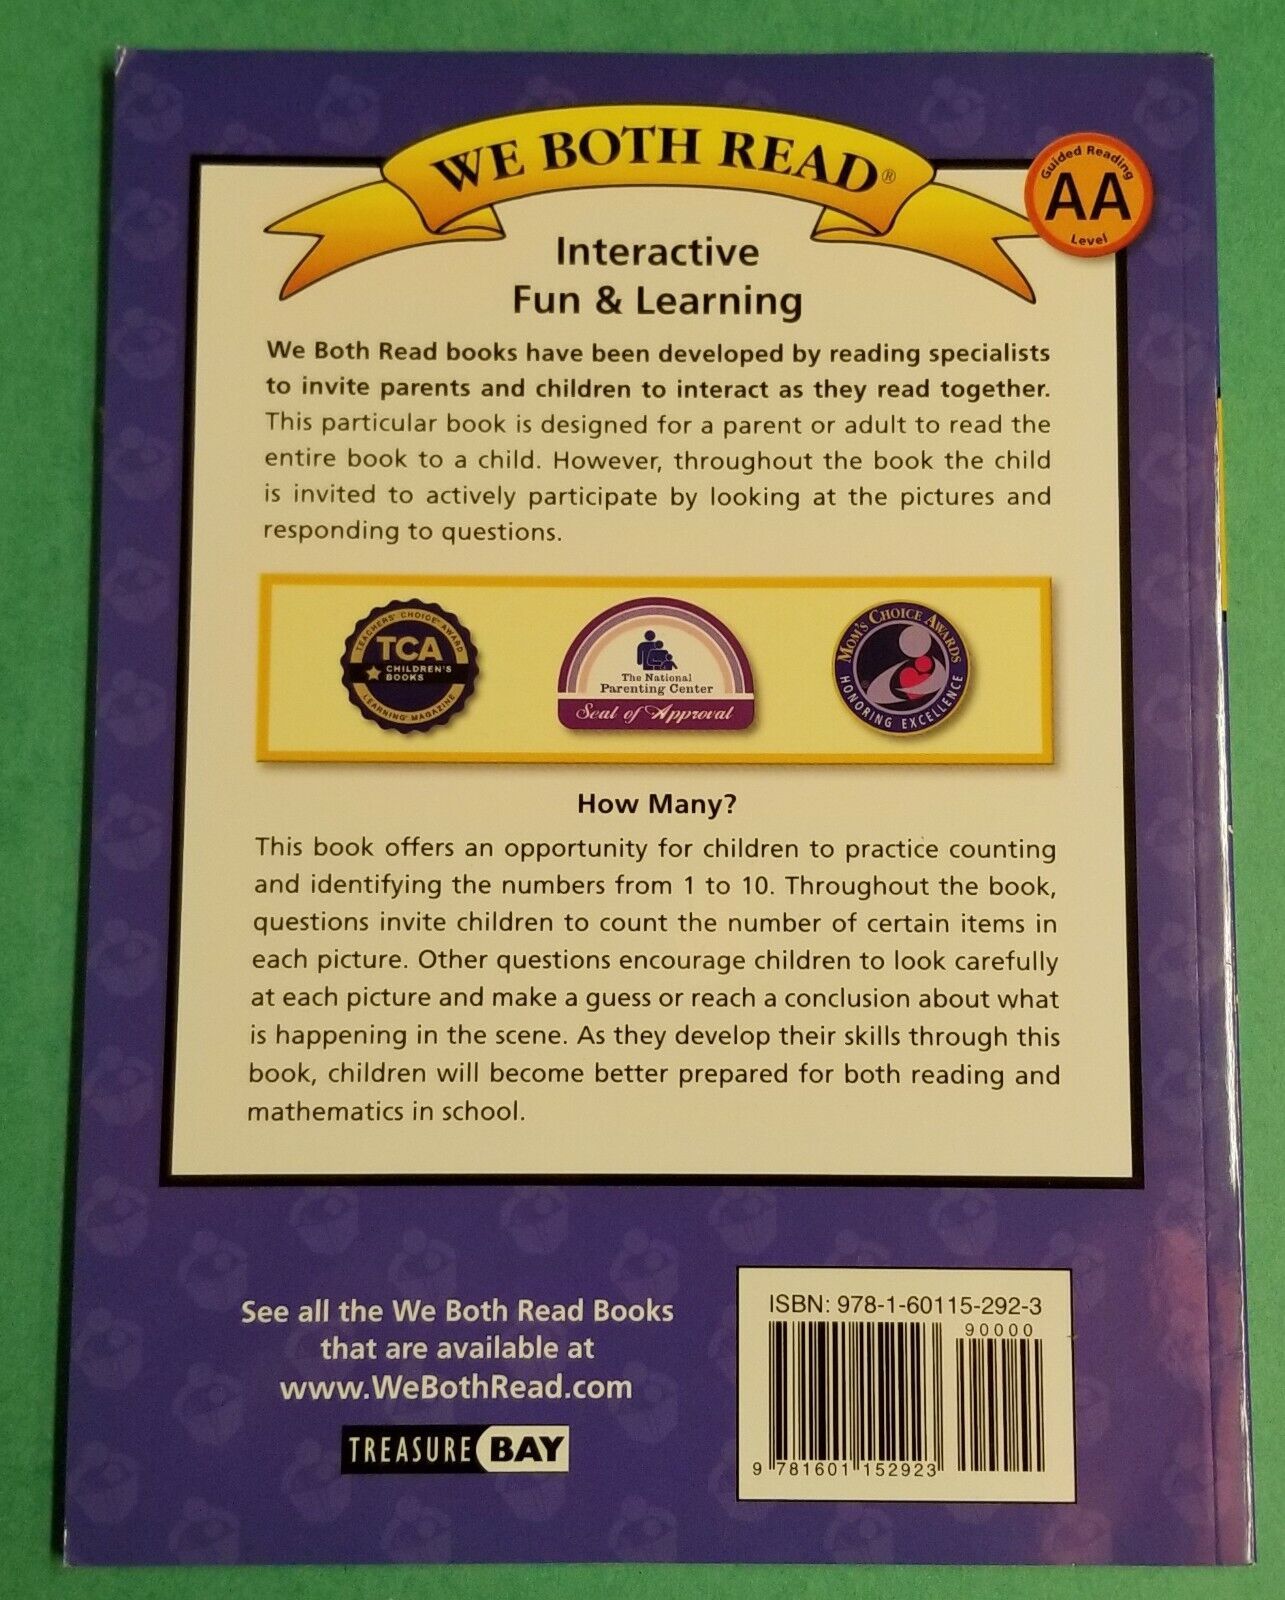 WE BOTH READ®
Guided Reading
AA
Level
Interactive
Fun & Learning
We Both Read books have been developed by reading specialists
to invite parents and children to interact as they read together.
This particular book is designed for a parent or adult to read the
entire book to a child. However, throughout the book the child
is invited to actively participate by looking at the pictures and
responding to questions.
TEACHERS' CHOICE AWARD
TCA
CHILDREN'S
BOOKS
LEARNING MAGAZINE
The National
Parenting Center
Seal of Approval
MOM'S CHOICE AWARDS
HONORING EXCELLENCE
How Many?
This book offers an opportunity for children to practice counting
and identifying the numbers from 1 to 10. Throughout the book,
questions invite children to count the number of certain items in
each picture. Other questions encourage children to look carefully
at each picture and make a guess or reach a conclusion about what
is happening in the scene. As they develop their skills through this
book, children will become better prepared for both reading and
mathematics in school.
See all the We Both Read Books
that are available at
www.WeBothRead.com
TREASURE BAY
ISBN: 978-1-60115-292-3
90000
9 781601 152923